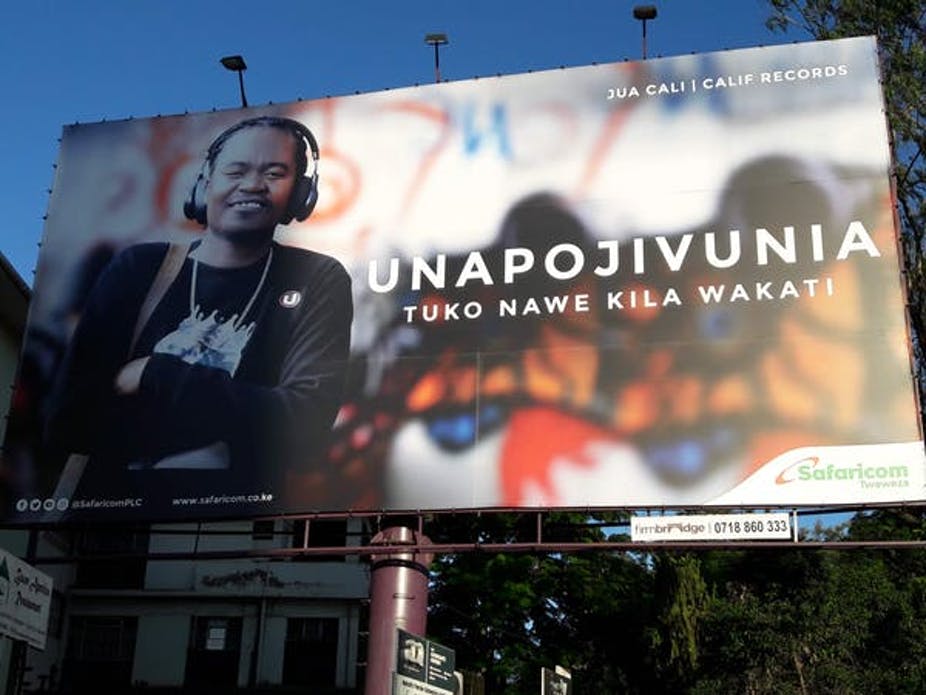 JUA CALI | CALIF RECORDS
UNAPOJIVUNIA
TUKO NAWE KILA WAKATI
U
Safaricom
Twaweza
@SafaricomPLC
www.safaricom.co.ke
firmbridge | 0718 860 333